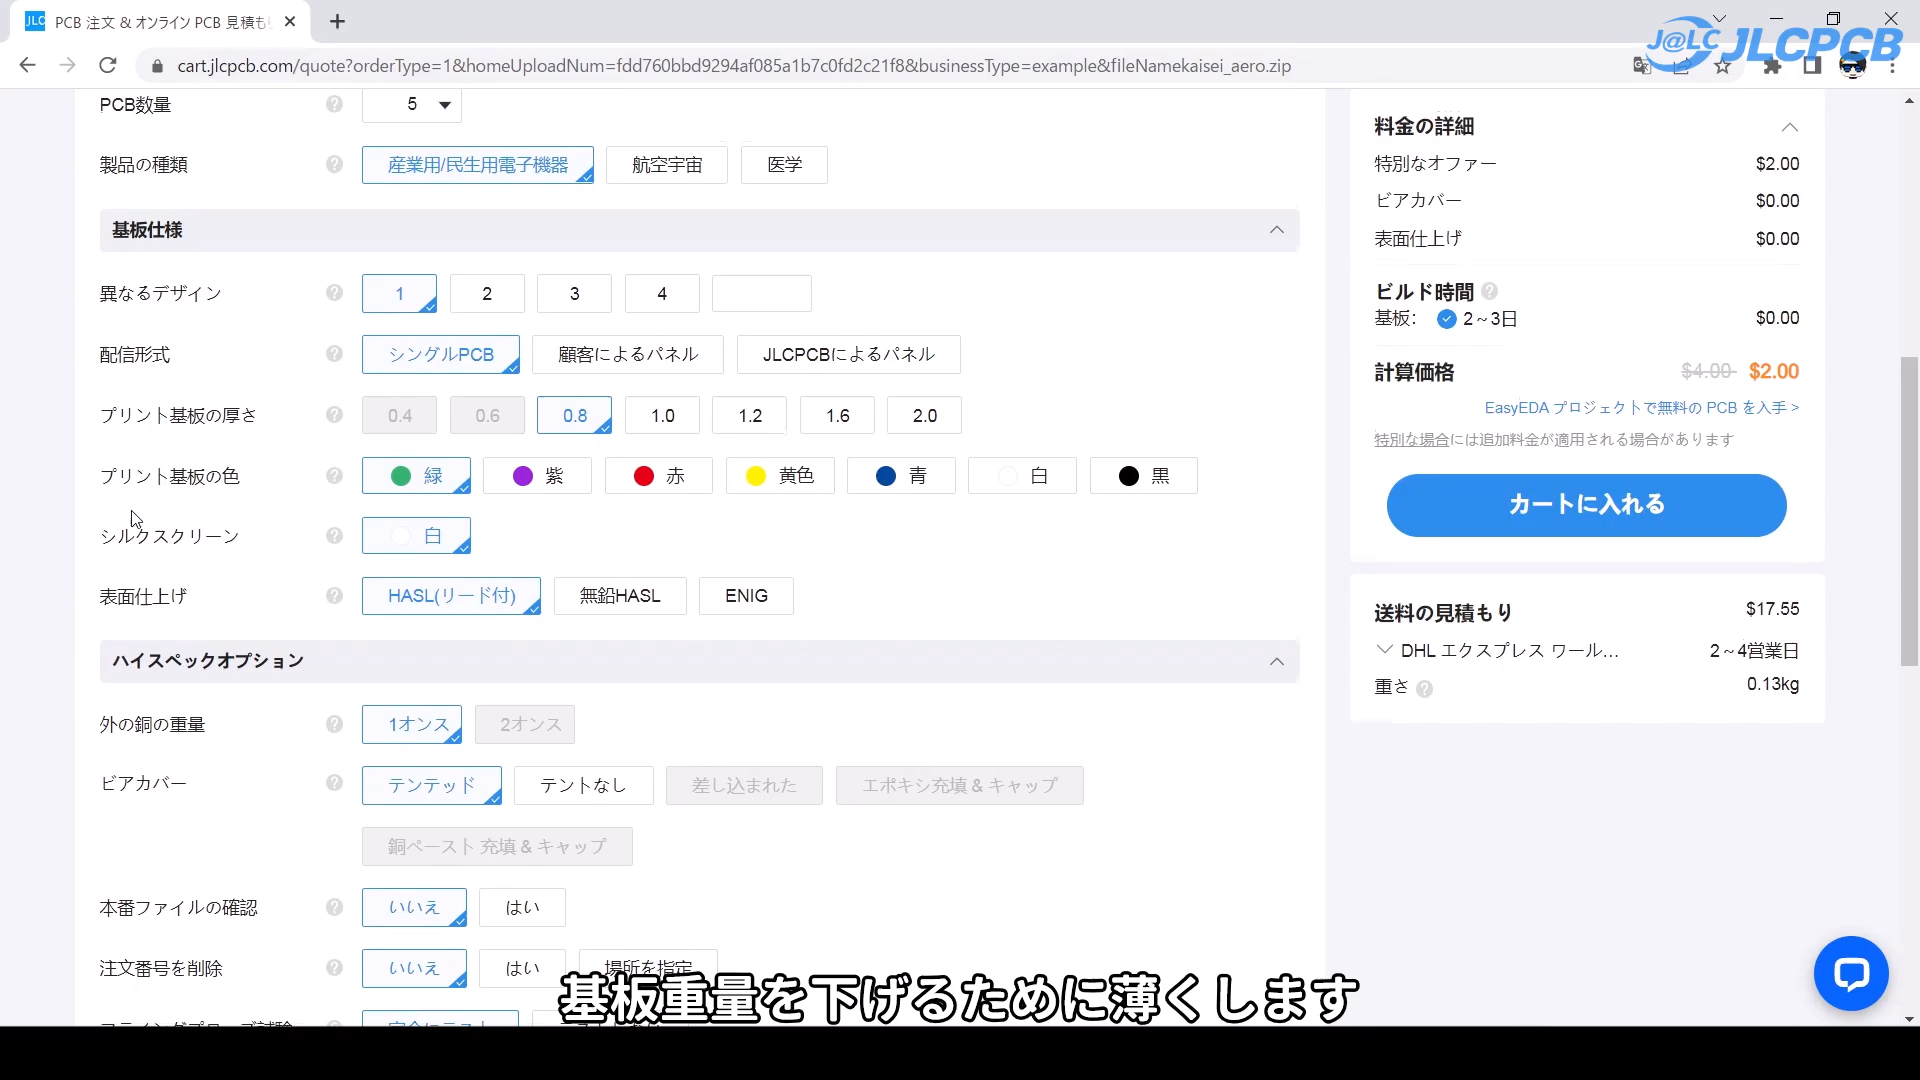 JLC PCB 注文 & オンライン PCB 見積も
J@LC JLCPCB
cart.jlcpcb.com/quote?orderType=1&homeUploadNum=fdd760bbd9294af085a1b7c0fd2c21f8&businessType=example&fileNamekaisei_aero.zip
PCB数量 5
製品の種類 産業用/民生用電子機器 航空宇宙 医学
基板仕様
異なるデザイン 1 2 3 4
配信形式 シングルPCB 顧客によるパネル JLCPCBによるパネル
プリント基板の厚さ 0.4 0.6 0.8 1.0 1.2 1.6 2.0
プリント基板の色 緑 紫 赤 黄色 青 白 黒
シルクスクリーン 白
表面仕上げ HASL(リード付) 無鉛HASL ENIG
ハイスペックオプション
外の銅の重量 1オンス 2オンス
ビアカバー テンテッド テントなし 差し込まれた エポキシ充填 & キャップ
銅ペースト 充填 & キャップ
本番ファイルの確認 いいえ はい
注文番号を削除 いいえ はい 場所を指定
料金の詳細
特別なオファー $2.00
ビアカバー $0.00
表面仕上げ $0.00
ビルド時間
基板: 2~3日 $0.00
計算価格 $4.00 $2.00
EasyEDA プロジェクトで無料の PCB を入手 >
特別な場合には追加料金が適用される場合があります
カートに入れる
送料の見積もり $17.55
DHL エクスプレス ワール... 2~4営業日
重さ 0.13kg
基板重量を下げるために薄くします